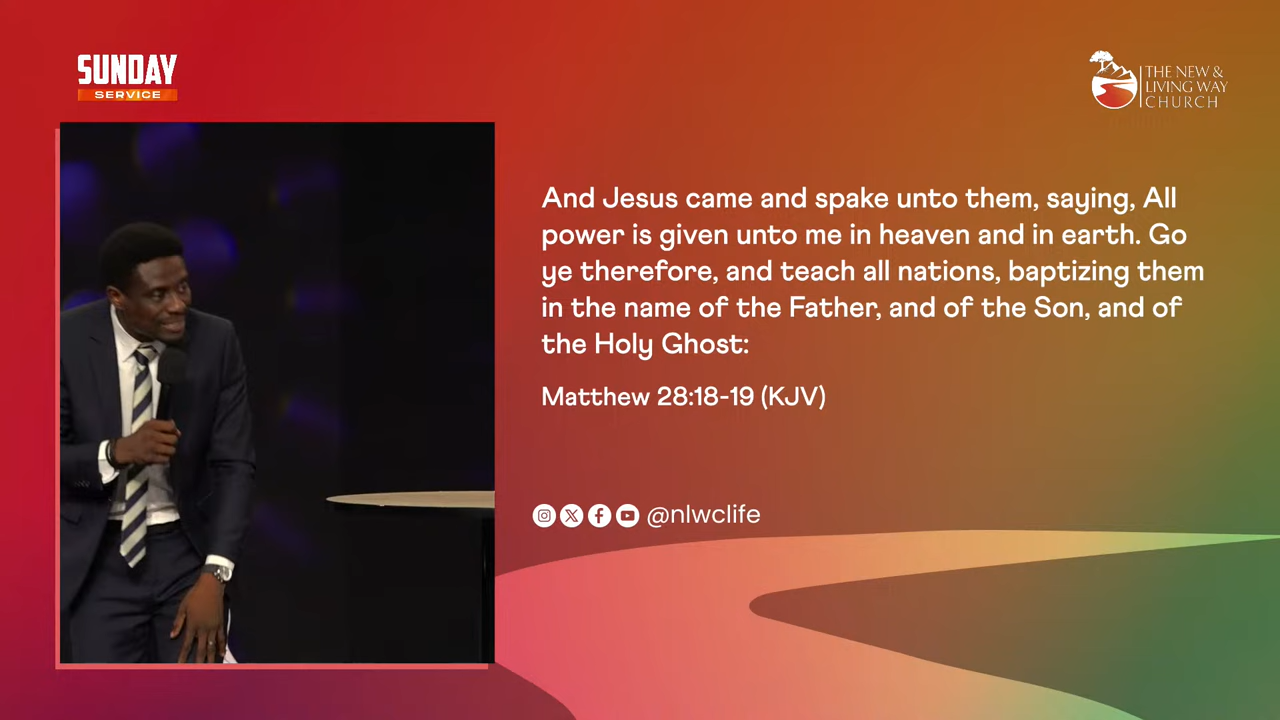 SUNDAY
SERVICE
THE NEW &
LIVING WAY
CHURCH
And Jesus came and spake unto them, saying, All
power is given unto me in heaven and in earth. Go
ye therefore, and teach all nations, baptizing them
in the name of the Father, and of the Son, and of
the Holy Ghost:
Matthew 28:18-19 (KJV)
@nlwclife